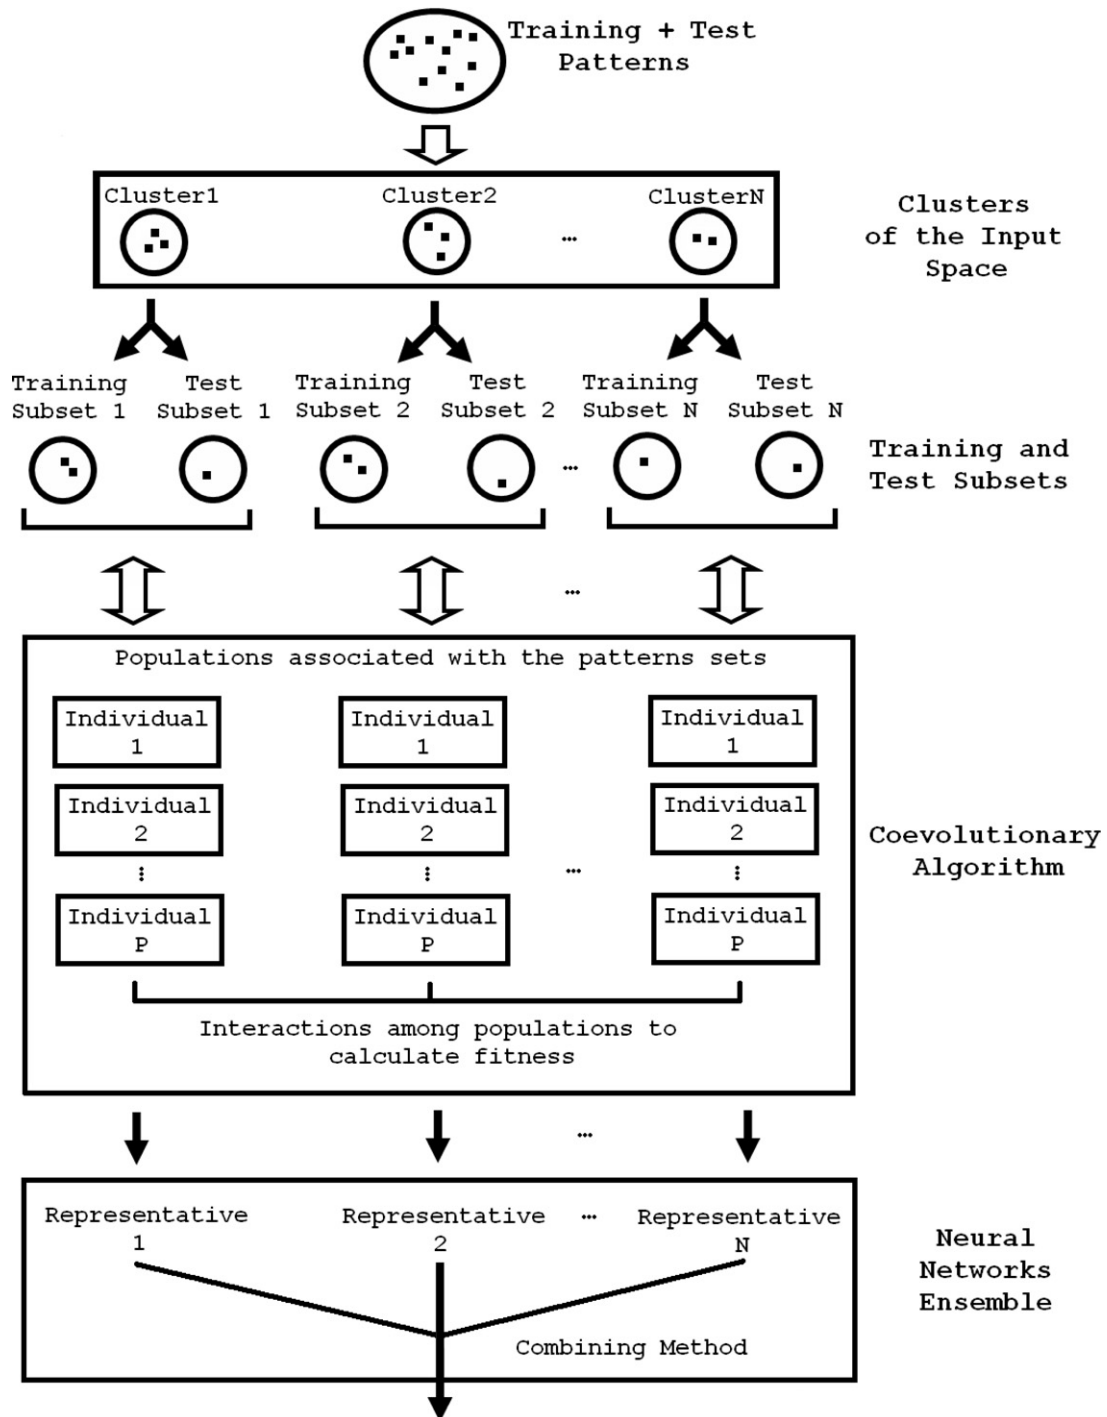 Training + Test
Patterns
Cluster1 Cluster2 ... ClusterN
Clusters
of the Input
Space
Training Test Training Test Training Test
Subset 1 Subset 1 Subset 2 Subset 2 Subset N Subset N
...
Training and
Test Subsets
...
Populations associated with the patterns sets
Individual Individual Individual
1 1 1
Individual Individual Individual
2 2 2
... ... ... ...
Individual Individual Individual
P P P
Coevolutionary
Algorithm
Interactions among populations to
calculate fitness
...
Representative Representative ... Representative
1 2 N
Neural
Networks
Ensemble
Combining Method